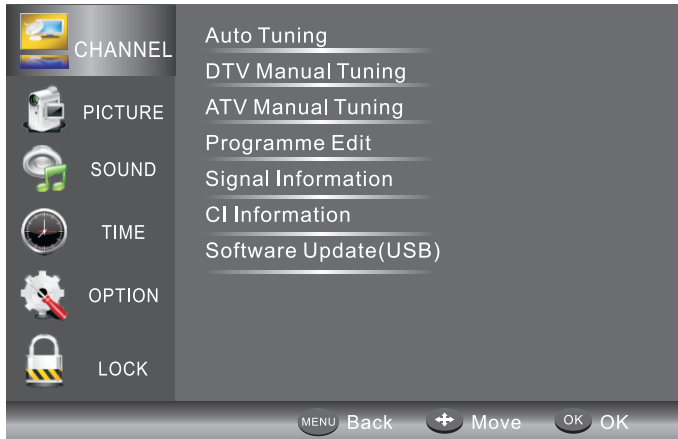 CHANNEL
PICTURE
SOUND
TIME
OPTION
LOCK
Auto Tuning
DTV Manual Tuning
ATV Manual Tuning
Programme Edit
Signal Information
CI Information
Software Update(USB)
MENU Back Move OK OK